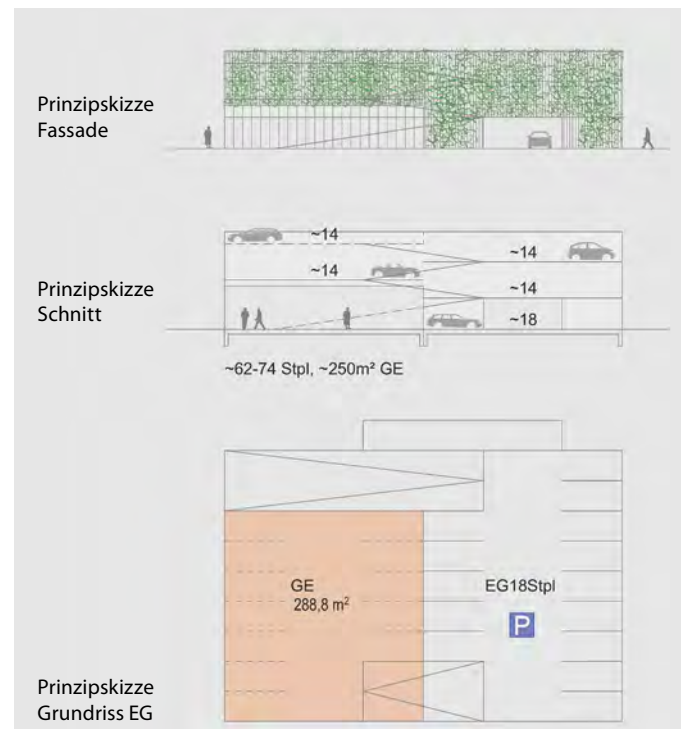 Prinzipskizze
Fassade
~14
~14
~14
~14
Prinzipskizze
Schnitt
~18
~62-74 Stpl, ~250m² GE
GE
288,8 m²
EG18Stpl
P
Prinzipskizze
Grundriss EG